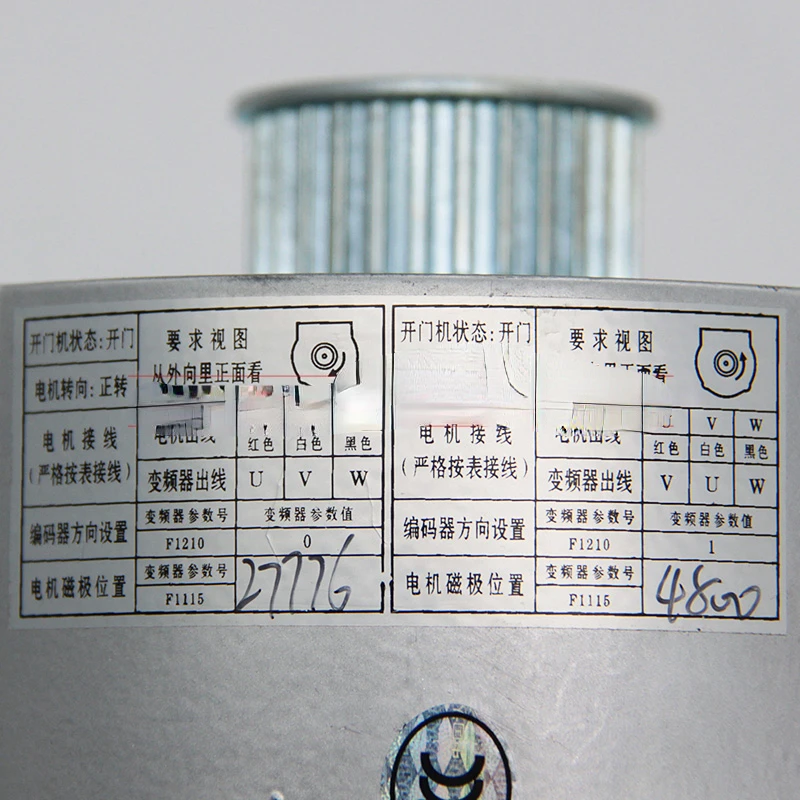 开门机状态: 开门
要求视图
从外向里正面看
电机转向: 正转
电机接线
(严格按表接线)
电机出线
红色 白色 黑色
变频器出线 U V W
编码器方向设置
变频器参数号 变频器参数值
F1210 0
电机磁极位置
变频器参数号
F1115
27776
开门机状态: 开门
要求视图
正面看
电机接线
(严格按表接线)
电机出线
U V W
红色 白色 黑色
变频器出线 V U W
编码器方向设置
变频器参数号 变频器参数值
F1210 1
电机磁极位置
变频器参数号
F1115
4800